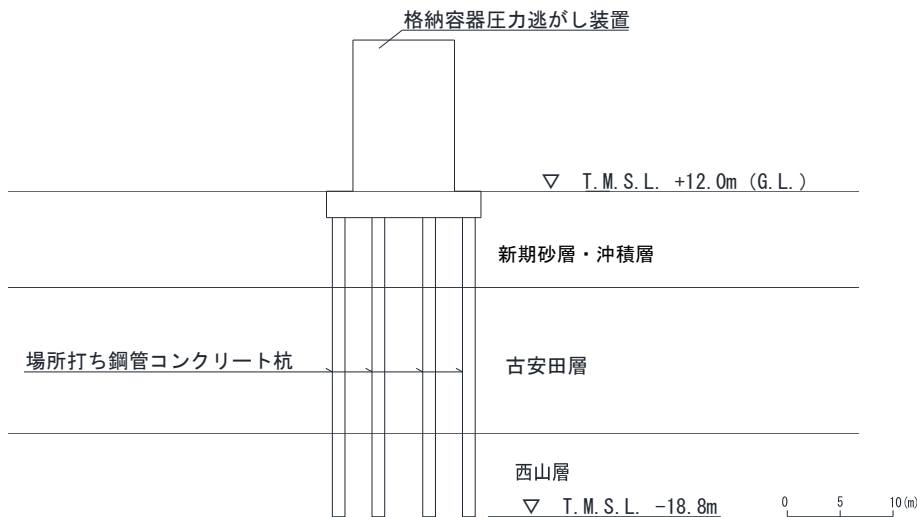 格納容器圧力逃がし装置
▽ T.M.S.L. +12.0m (G.L.)
新期砂層・沖積層
場所打ち鋼管コンクリート杭
古安田層
西山層
▽ T.M.S.L. -18.8m
0 5 10(m)